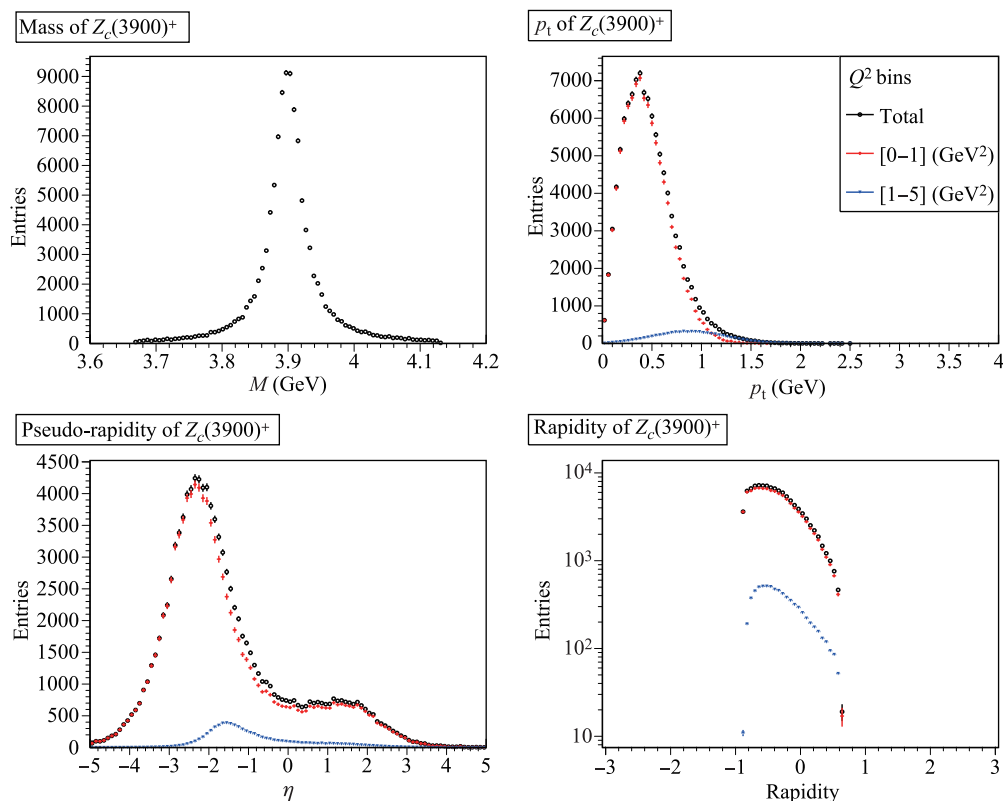 Mass of Z_c(3900)^+
9000
8000
7000
6000
5000
4000
3000
2000
1000
0
Entries
3.6 3.7 3.8 3.9 4 4.1 4.2
M (GeV)
p_t of Z_c(3900)^+
7000
6000
5000
4000
3000
2000
1000
0
Entries
0 0.5 1 1.5 2 2.5 3 3.5 4
p_t (GeV)
Q^2 bins
Total
[0–1] (GeV^2)
[1–5] (GeV^2)
Pseudo-rapidity of Z_c(3900)^+
4500
4000
3500
3000
2500
2000
1500
1000
500
0
Entries
−5 −4 −3 −2 −1 0 1 2 3 4 5
η
Rapidity of Z_c(3900)^+
10^4
10^3
10^2
10
Entries
−3 −2 −1 0 1 2 3
Rapidity